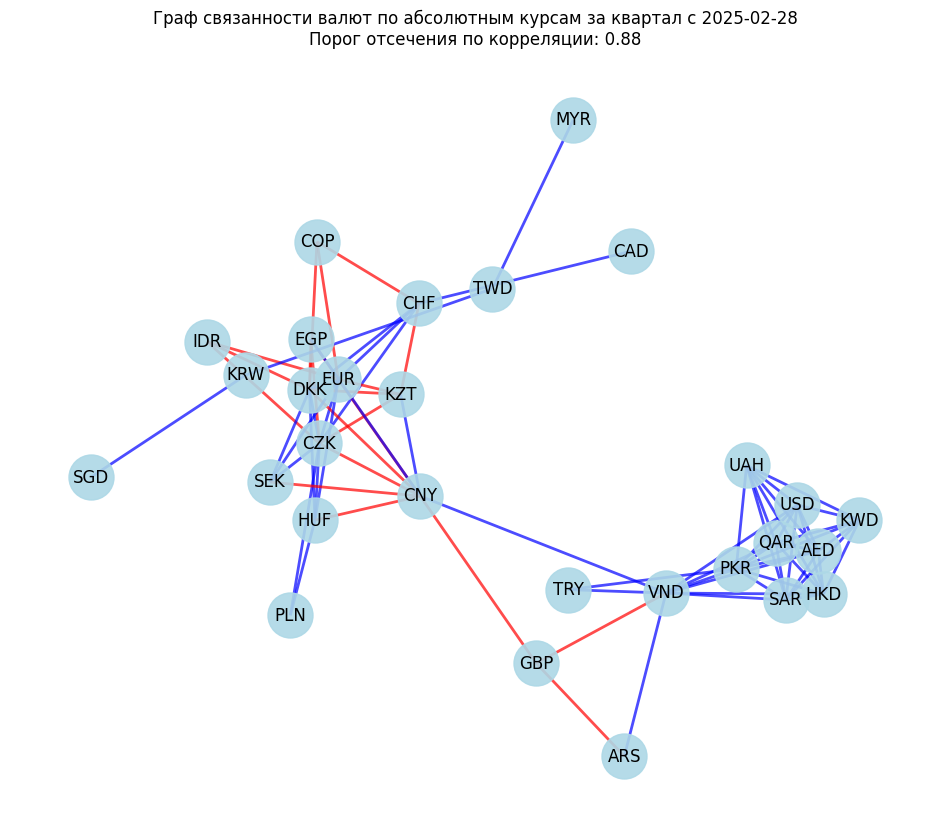 Граф связанности валют по абсолютным курсам за квартал с 2025-02-28
Порог отсечения по корреляции: 0.88
MYR
COP
CAD
TWD
CHF
EGP
IDR
KRW
EUR
DKK
KZT
CZK
UAH
SGD
SEK
CNY
USD
HUF
KWD
QAR
AED
PKR
TRY
VND
HKD
SAR
PLN
GBP
ARS